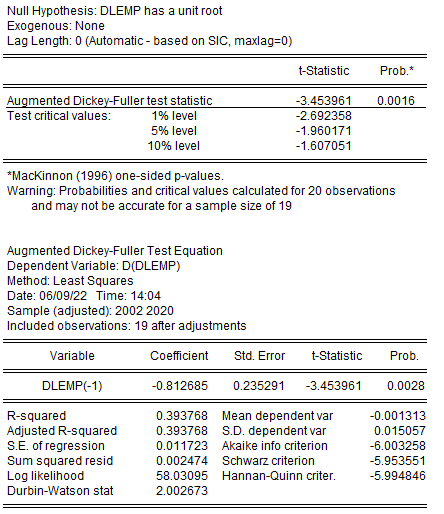 Null Hypothesis: DLEMP has a unit root
Exogenous: None
Lag Length: 0 (Automatic - based on SIC, maxlag=0)
t-Statistic Prob.*
Augmented Dickey-Fuller test statistic -3.453961 0.0016
Test critical values: 1% level -2.692358
5% level -1.960171
10% level -1.607051
*MacKinnon (1996) one-sided p-values.
Warning: Probabilities and critical values calculated for 20 observations
and may not be accurate for a sample size of 19
Augmented Dickey-Fuller Test Equation
Dependent Variable: D(DLEMP)
Method: Least Squares
Date: 06/09/22 Time: 14:04
Sample (adjusted): 2002 2020
Included observations: 19 after adjustments
Variable Coefficient Std. Error t-Statistic Prob.
DLEMP(-1) -0.812685 0.235291 -3.453961 0.0028
R-squared 0.393768 Mean dependent var -0.001313
Adjusted R-squared 0.393768 S.D. dependent var 0.015057
S.E. of regression 0.011723 Akaike info criterion -6.003258
Sum squared resid 0.002474 Schwarz criterion -5.953551
Log likelihood 58.03095 Hannan-Quinn criter. -5.994846
Durbin-Watson stat 2.002673